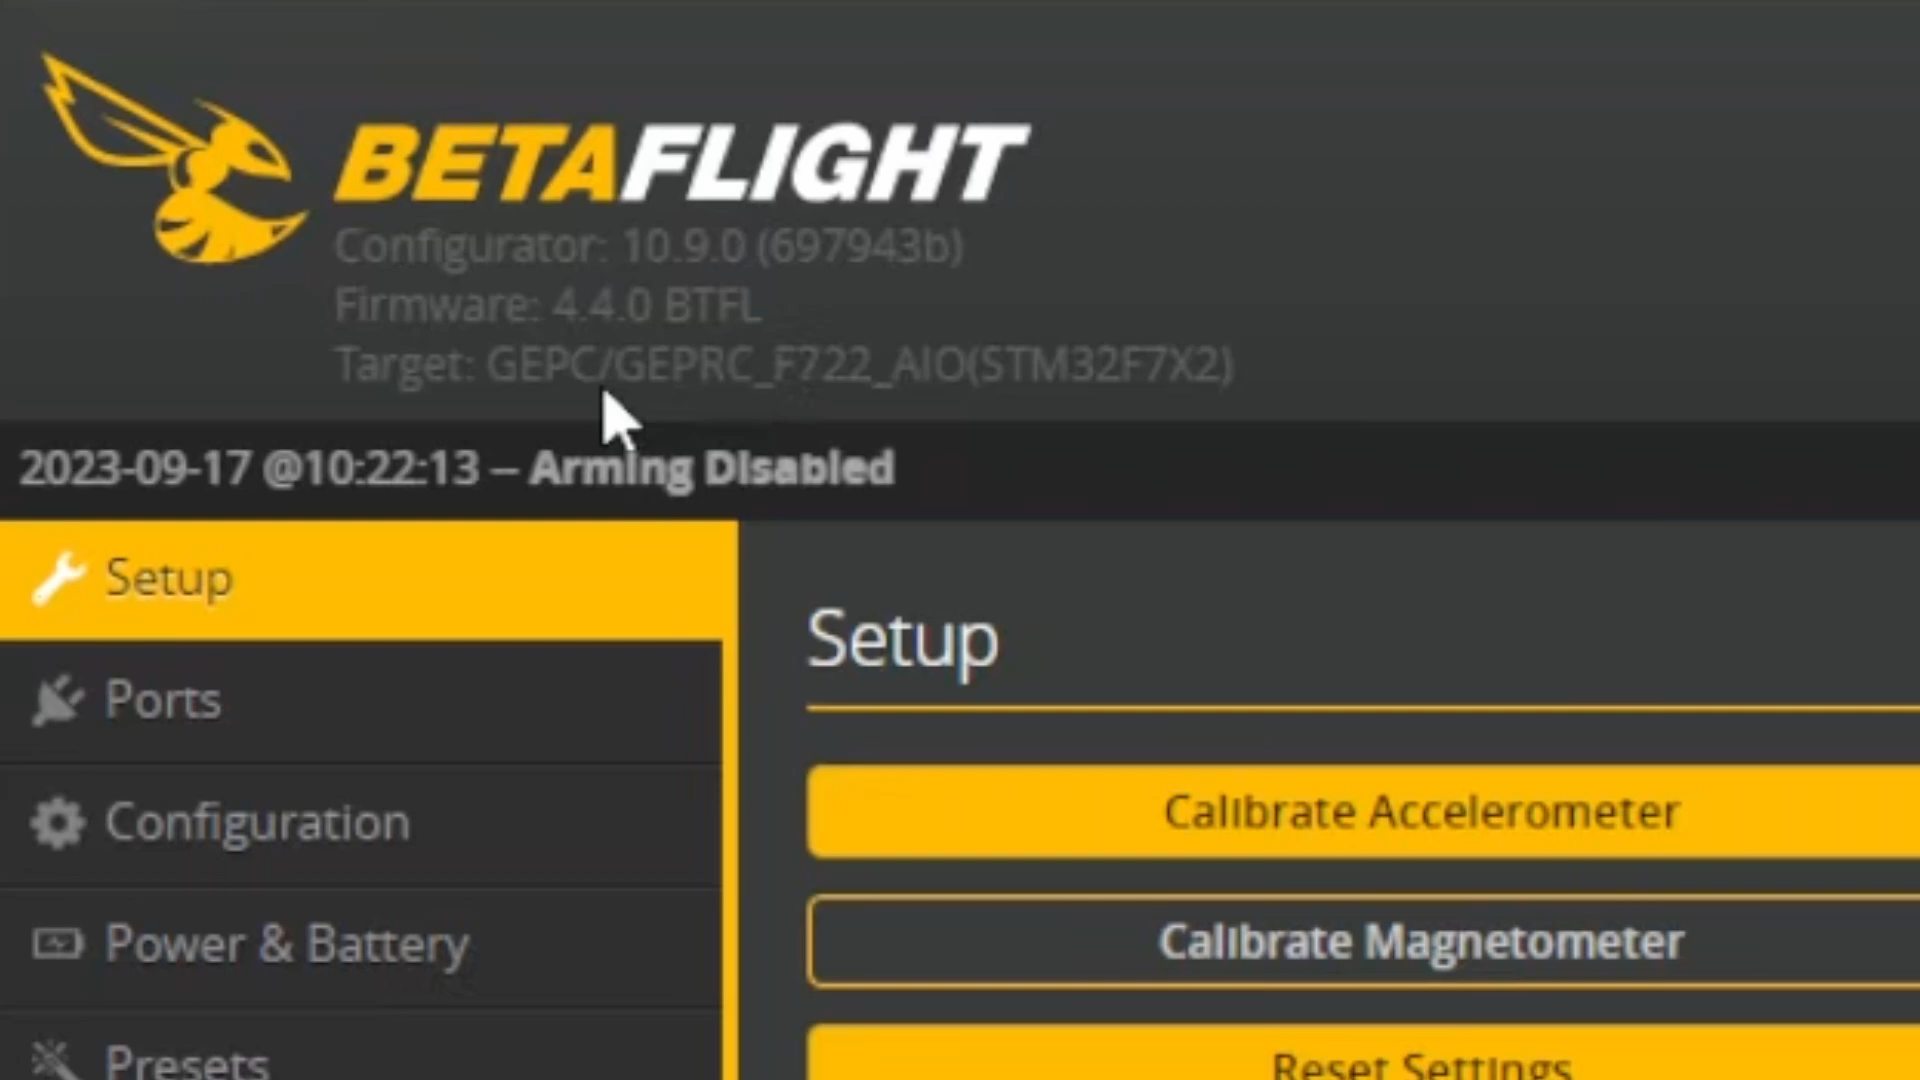 BETAFLIGHT
Configurator: 10.9.0 (697943b)
Firmware: 4.4.0 BTFL
Target: GEPC/GEPRC_F722_AIO(STM32F7X2)
2023-09-17 @10:22:13 -- Arming Disabled
Setup
Ports
Configuration
Power & Battery
Presets
Setup
Calibrate Accelerometer
Calibrate Magnetometer
Reset Settings